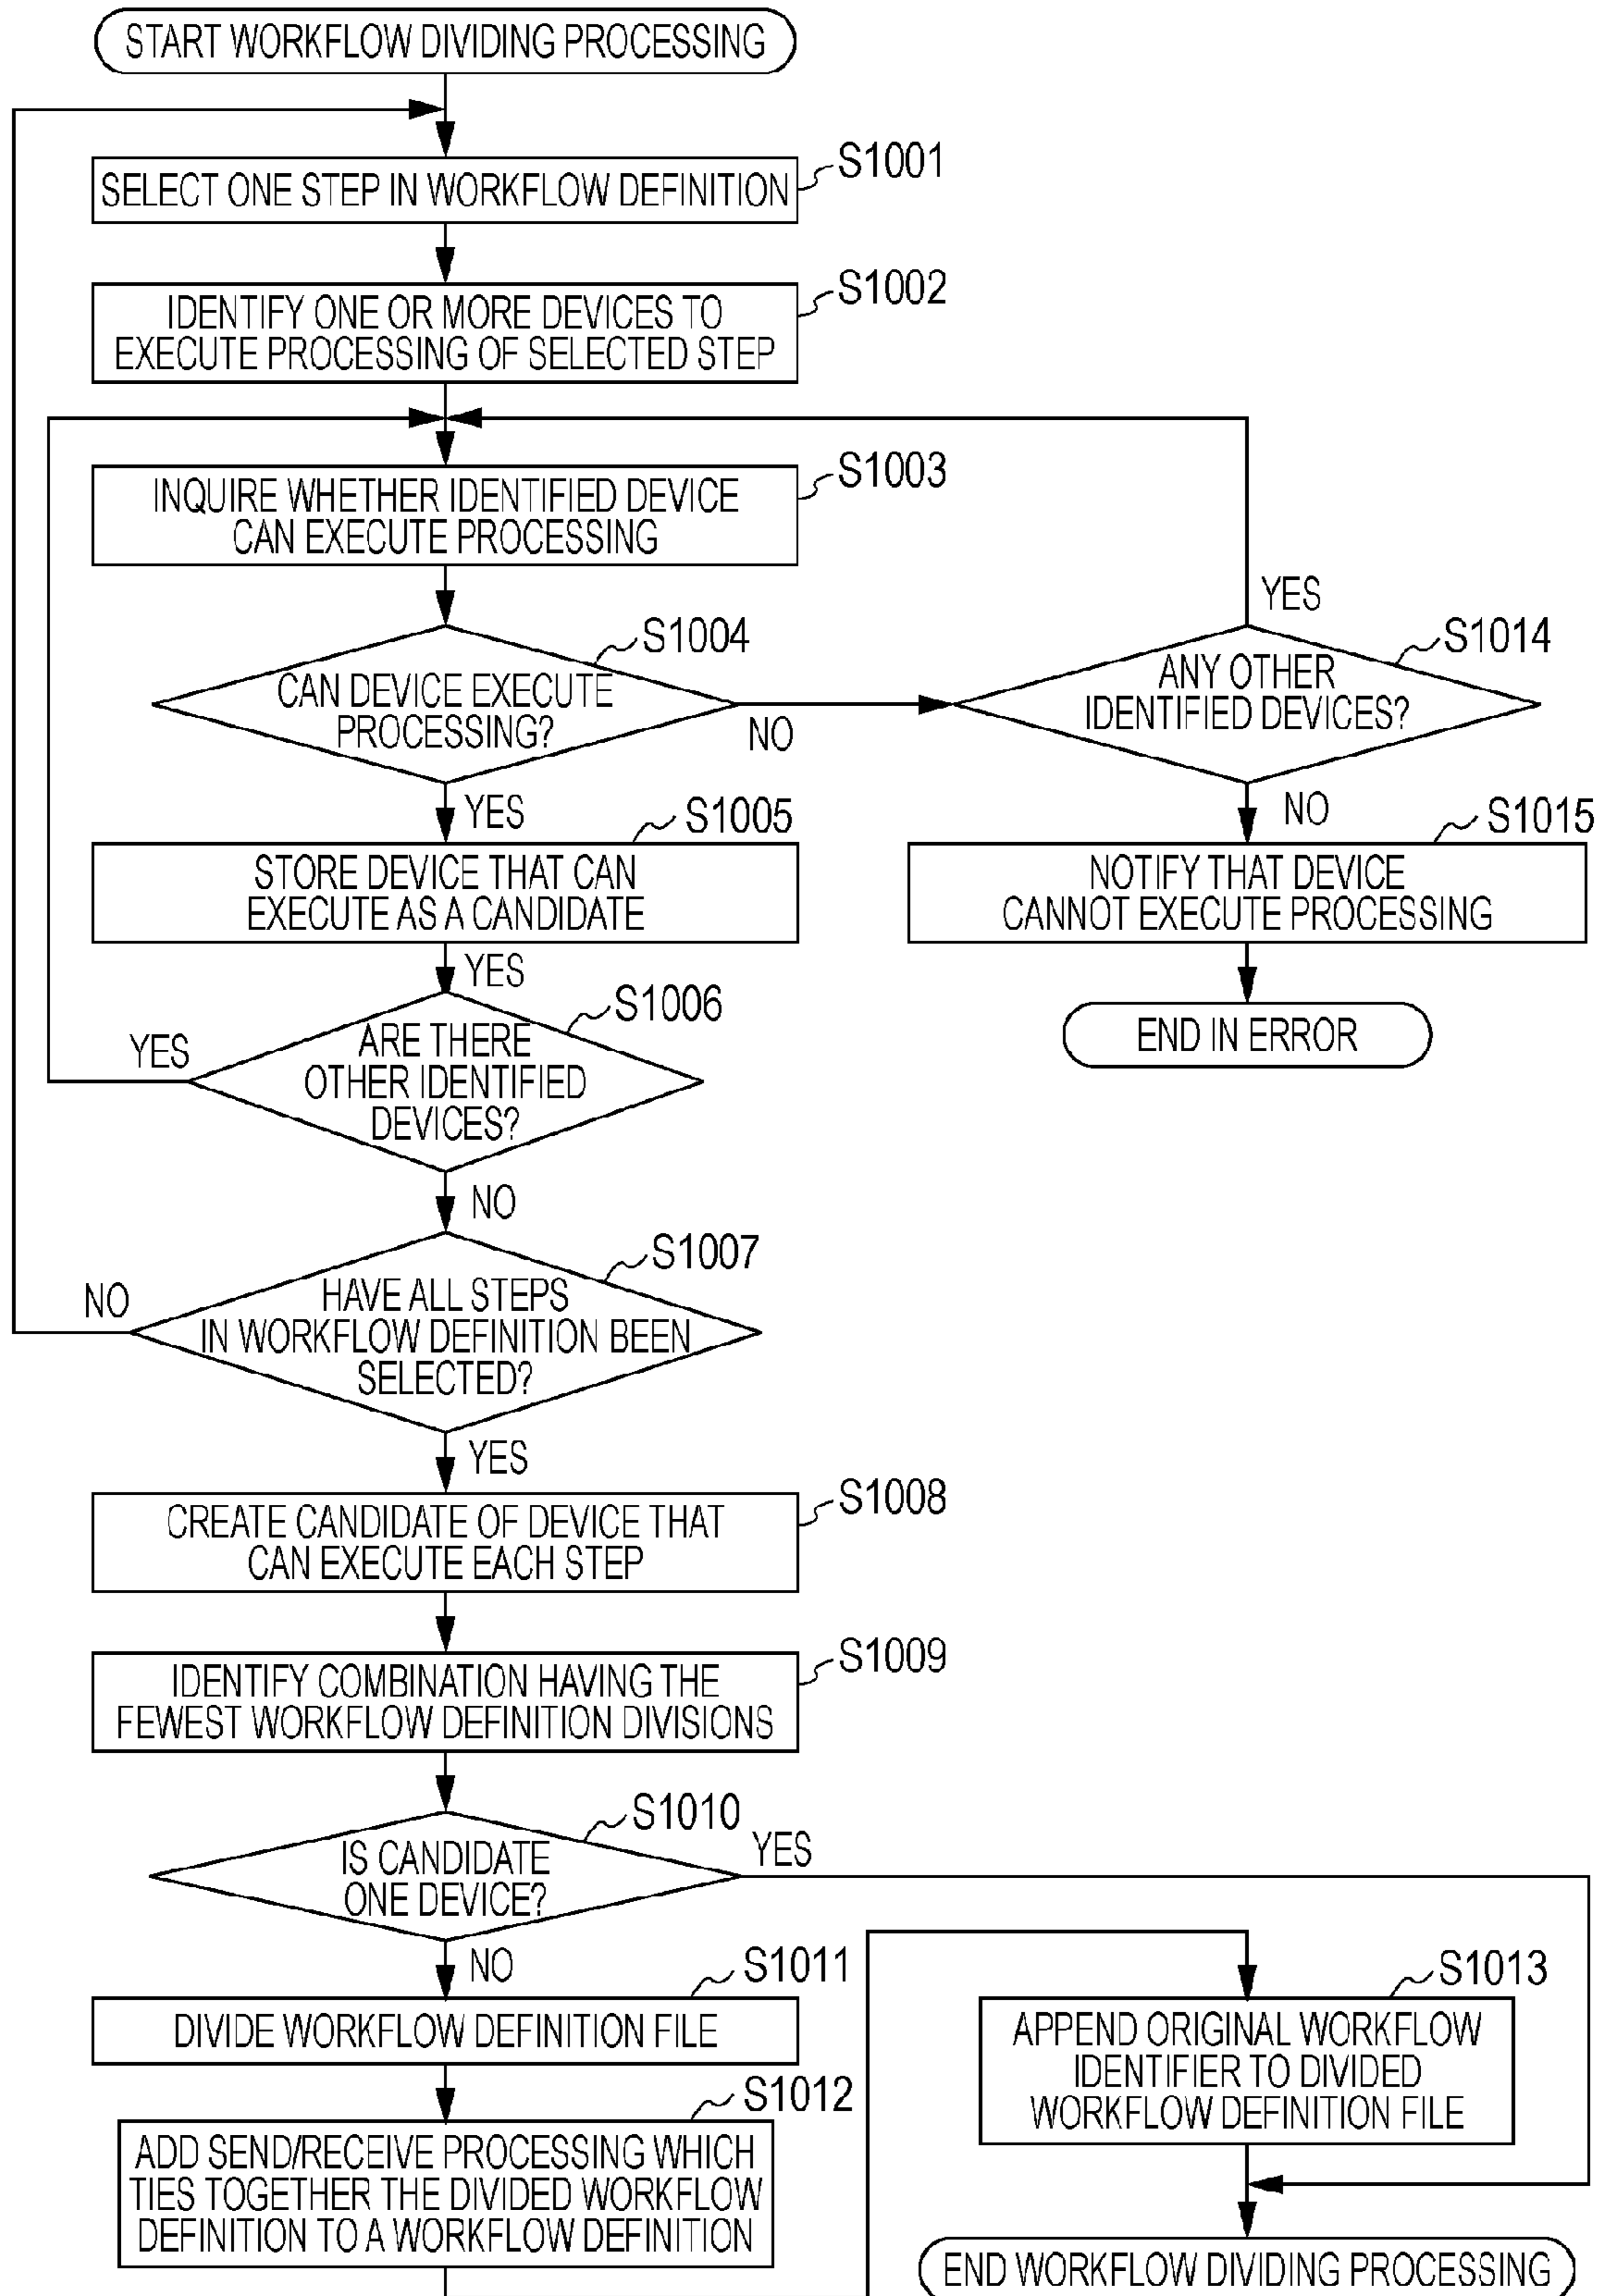 START WORKFLOW DIVIDING PROCESSING
S1001
SELECT ONE STEP IN WORKFLOW DEFINITION
S1002
IDENTIFY ONE OR MORE DEVICES TO
EXECUTE PROCESSING OF SELECTED STEP
S1003
INQUIRE WHETHER IDENTIFIED DEVICE
CAN EXECUTE PROCESSING
YES
S1004
CAN DEVICE EXECUTE
PROCESSING?
NO
S1014
ANY OTHER
IDENTIFIED DEVICES?
YES
NO
S1005
STORE DEVICE THAT CAN
EXECUTE AS A CANDIDATE
S1015
NOTIFY THAT DEVICE
CANNOT EXECUTE PROCESSING
YES
S1006
ARE THERE
OTHER IDENTIFIED
DEVICES?
YES
END IN ERROR
NO
S1007
HAVE ALL STEPS
IN WORKFLOW DEFINITION BEEN
SELECTED?
NO
YES
S1008
CREATE CANDIDATE OF DEVICE THAT
CAN EXECUTE EACH STEP
S1009
IDENTIFY COMBINATION HAVING THE
FEWEST WORKFLOW DEFINITION DIVISIONS
S1010
IS CANDIDATE
ONE DEVICE?
YES
NO
S1011
DIVIDE WORKFLOW DEFINITION FILE
S1012
ADD SEND/RECEIVE PROCESSING WHICH
TIES TOGETHER THE DIVIDED WORKFLOW
DEFINITION TO A WORKFLOW DEFINITION
S1013
APPEND ORIGINAL WORKFLOW
IDENTIFIER TO DIVIDED
WORKFLOW DEFINITION FILE
END WORKFLOW DIVIDING PROCESSING